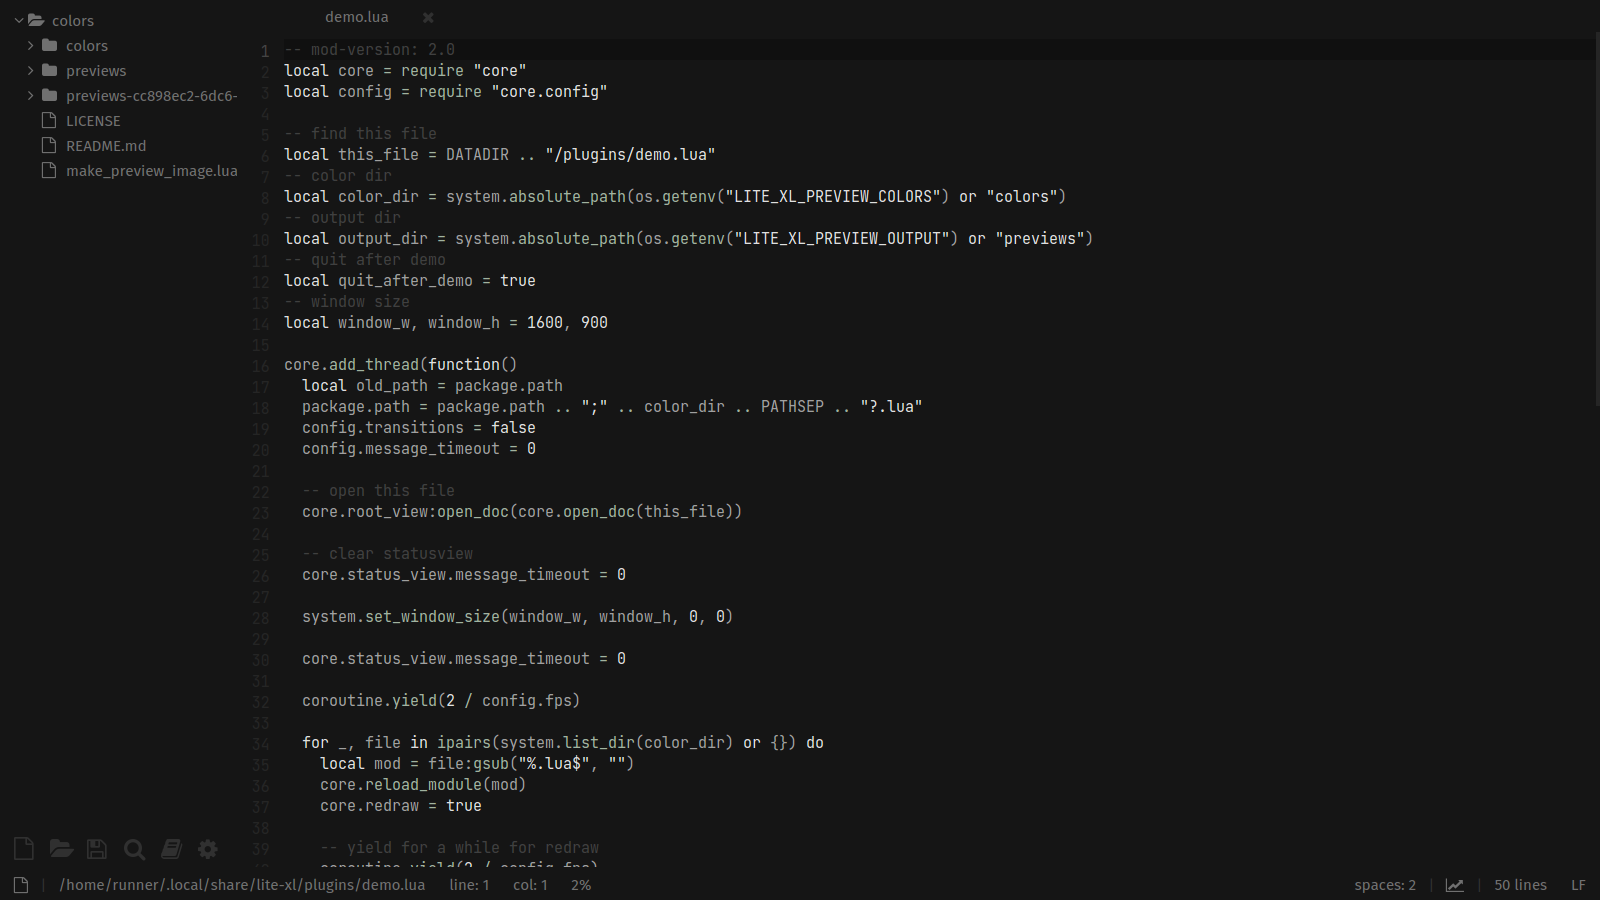 colors
colors
previews
previews-cc898ec2-6dc6-
LICENSE
README.md
make_preview_image.lua
demo.lua
1 -- mod-version: 2.0
2 local core = require "core"
3 local config = require "core.config"
4
5 -- find this file
6 local this_file = DATADIR .. "/plugins/demo.lua"
7 -- color dir
8 local color_dir = system.absolute_path(os.getenv("LITE_XL_PREVIEW_COLORS") or "colors")
9 -- output dir
10 local output_dir = system.absolute_path(os.getenv("LITE_XL_PREVIEW_OUTPUT") or "previews")
11 -- quit after demo
12 local quit_after_demo = true
13 -- window size
14 local window_w, window_h = 1600, 900
15
16 core.add_thread(function()
17   local old_path = package.path
18   package.path = package.path .. ";" .. color_dir .. PATHSEP .. "?.lua"
19   config.transitions = false
20   config.message_timeout = 0
21
22   -- open this file
23   core.root_view:open_doc(core.open_doc(this_file))
24
25   -- clear statusview
26   core.status_view.message_timeout = 0
27
28   system.set_window_size(window_w, window_h, 0, 0)
29
30   core.status_view.message_timeout = 0
31
32   coroutine.yield(2 / config.fps)
33
34   for _, file in ipairs(system.list_dir(color_dir) or {}) do
35     local mod = file:gsub("%.lua$", "")
36     core.reload_module(mod)
37     core.redraw = true
38
39     -- yield for a while for redraw
40     coroutine.yield(2 / config.fps)
/home/runner/.local/share/lite-xl/plugins/demo.lua line: 1 col: 1 2% spaces: 2 50 lines LF